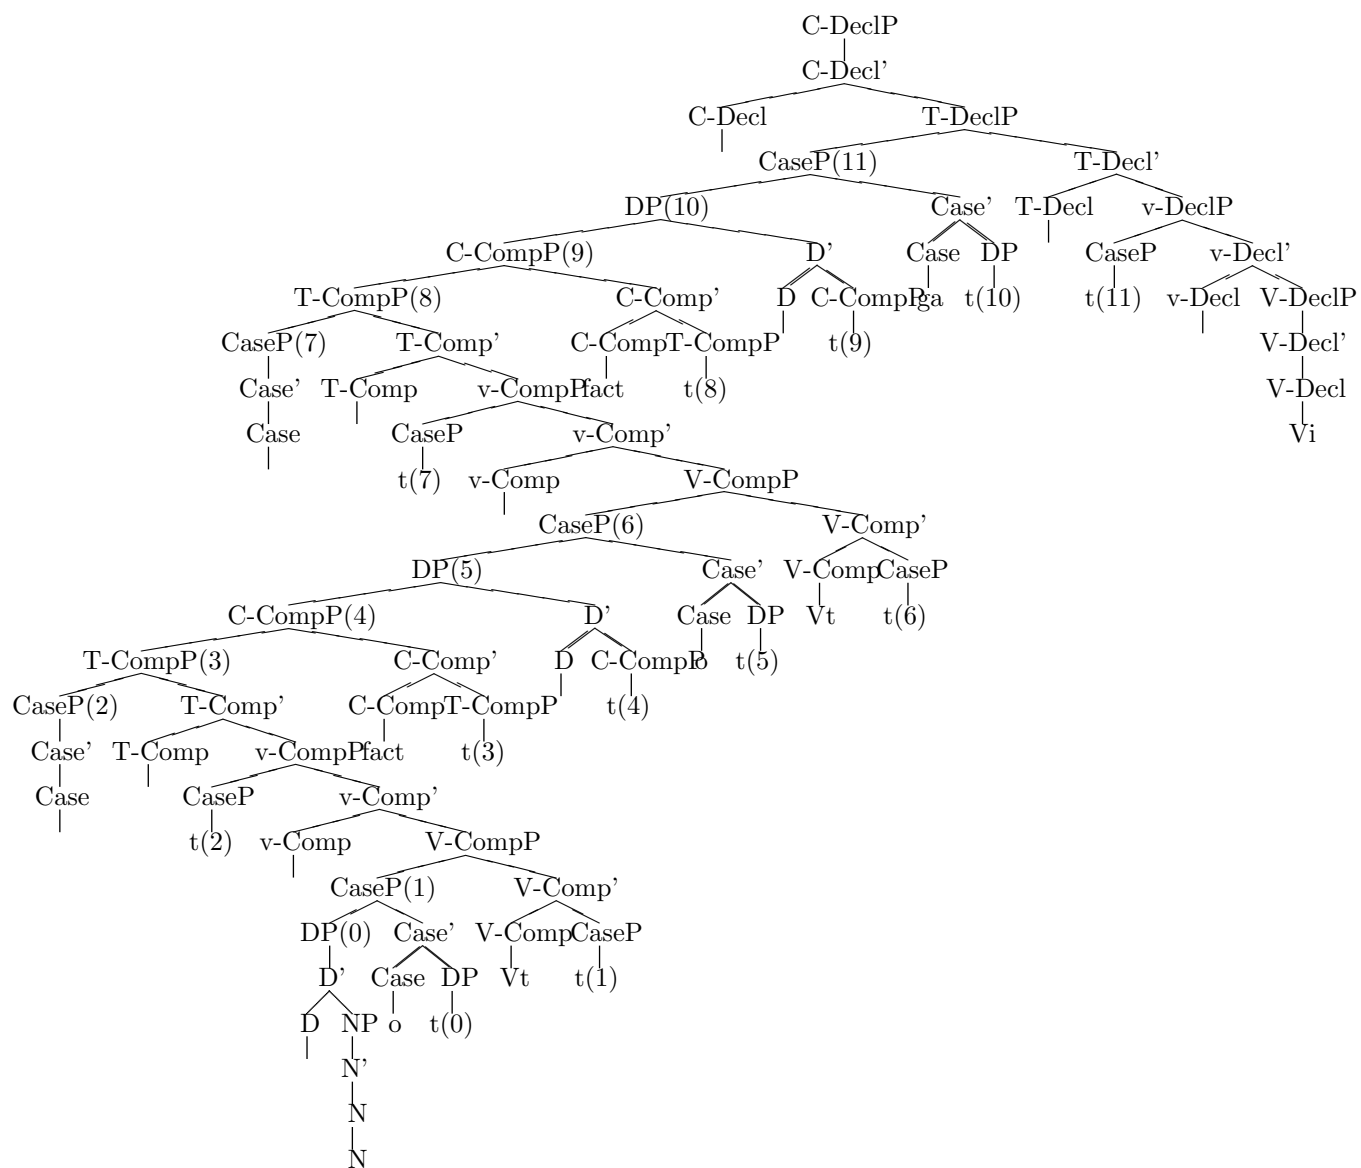 C-DeclP
C-Decl'
C-Decl T-DeclP
CaseP(11) T-Decl'
DP(10) Case' T-Decl v-DeclP
C-CompP(9) D' Case DP CaseP v-Decl'
T-CompP(8) C-Comp' D C-CompP ga t(10) t(11) v-Decl V-DeclP
CaseP(7) T-Comp' C-Comp T-CompP t(9) V-Decl'
Case' T-Comp v-CompP fact t(8) V-Decl
Case CaseP v-Comp' Vi
t(7) v-Comp V-CompP
CaseP(6) V-Comp'
DP(5) Case' V-Comp CaseP
C-CompP(4) D' Case DP Vt t(6)
T-CompP(3) C-Comp' D C-CompP o t(5)
CaseP(2) T-Comp' C-Comp T-CompP t(4)
Case' T-Comp v-CompP fact t(3)
Case CaseP v-Comp'
t(2) v-Comp V-CompP
CaseP(1) V-Comp'
DP(0) Case' V-Comp CaseP
D' Case DP Vt t(1)
D NP o t(0)
N'
N
N